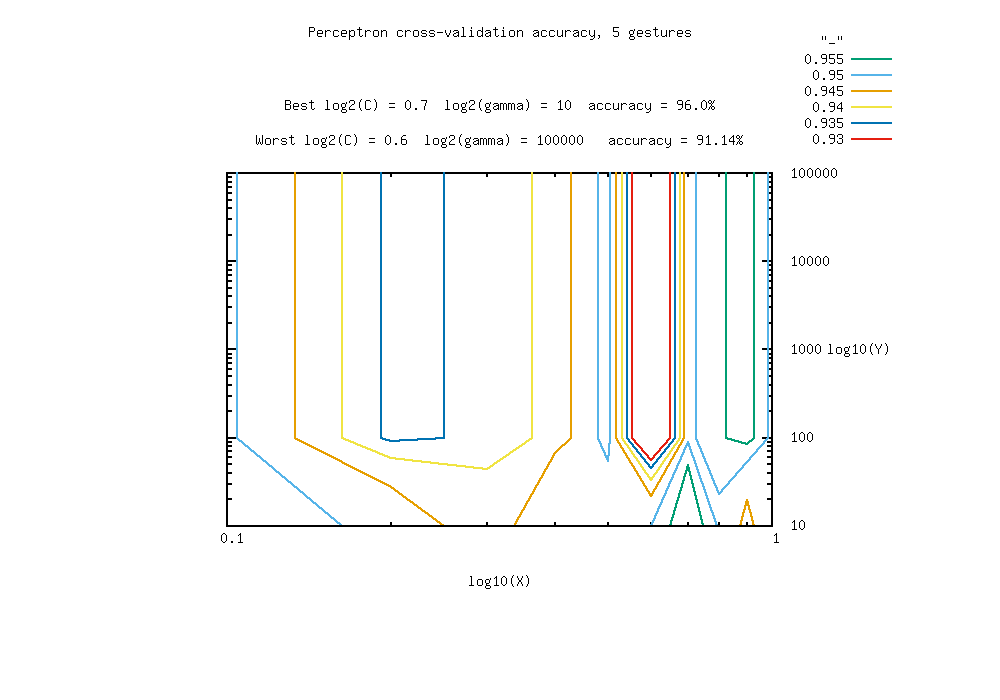 Perceptron cross-validation accuracy, 5 gestures
"_"
0.955
0.95
0.945
0.94
0.935
0.93
Best log2(C) = 0.7  log2(gamma) = 10  accuracy = 96.0%
Worst log2(C) = 0.6  log2(gamma) = 100000   accuracy = 91.14%
100000
10000
1000 log10(Y)
100
10
0.1 1
log10(X)